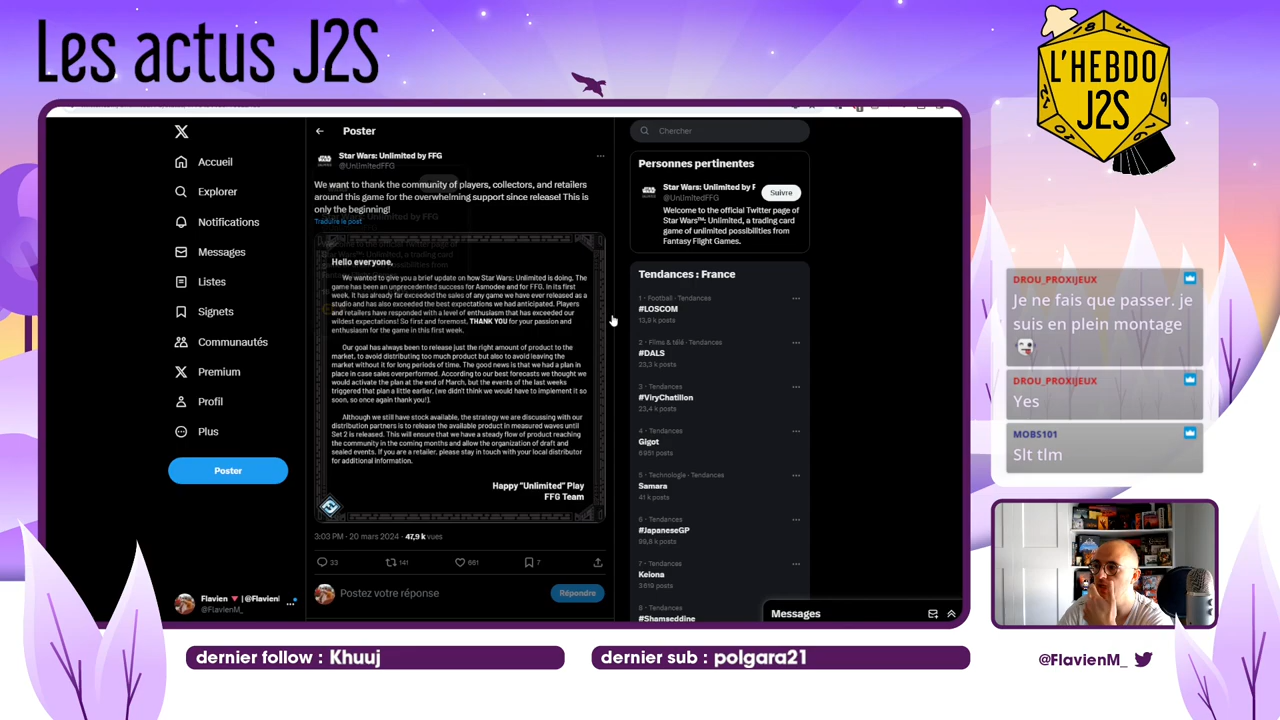 Les actus J2S
L'HEBDO
J2S
18
4
Accueil
Explorer
Notifications
Messages
Listes
Signets
Communautés
Premium
Profil
Plus
Poster
Flavien 🔻 | @Flavien
@FlavienM_
Poster
Star Wars: Unlimited by FFG
@UnlimitedFFG
We want to thank the community of players, collectors, and retailers
around this game for the overwhelming support since release! This is
only the beginning!
Traduire le post
Hello everyone,
We wanted to give you a brief update on how Star Wars: Unlimited is doing. The
game has been an unprecedented success for Asmodee and for FFG. In its first
week, it has already far exceeded the sales of any game we have ever released as a
studio and has also exceeded the best expectations we had anticipated. Players
and retailers have responded with a level of enthusiasm that has exceeded our
wildest expectations! So first and foremost, THANK YOU for your passion and
enthusiasm for the game in this first week.
Our goal has always been to release just the right amount of product to the
market, to avoid distributing too much product but also to avoid leaving the
market without it for long periods of time. The good news is that we had a plan in
place in case sales overperformed. According to our best forecasts we thought we
would activate the plan at the end of March, but the events of the last weeks
triggered that plan a little earlier, (we didn't think we would have to implement it so
soon, so once again thank you!).
Although we still have stock available, the strategy we are discussing with our
distribution partners is to release the available product in measured waves until
Set 2 is released. This will ensure that we have a steady flow of product reaching
the community in the coming months and allow the organization of draft and
sealed events. If you are a retailer, please stay in touch with your local distributor
for additional information.
Happy "Unlimited" Play
FFG Team
3:03 PM · 20 mars 2024 · 47,9 k vues
33
141
661
7
Postez votre réponse
Répondre
Chercher
Personnes pertinentes
Star Wars: Unlimited by F
@UnlimitedFFG
Suivre
Welcome to the official Twitter page of
Star Wars™: Unlimited, a trading card
game of unlimited possibilities from
Fantasy Flight Games.
Tendances : France
1 · Football · Tendances
#LOSCOM
13,9 k posts
2 · Films & télé · Tendances
#DALS
23,3 k posts
3 · Tendances
#ViryChatillon
23,4 k posts
4 · Tendances
Gigot
6 951 posts
5 · Technologie · Tendances
Samara
41 k posts
6 · Tendances
#JapaneseGP
99,8 k posts
7 · Tendances
Keiona
3 619 posts
8 · Tendances
#Shamseddine
Messages
DROU_PROXIJEUX
Je ne fais que passer. je
suis en plein montage
DROU_PROXIJEUX
Yes
MOBS101
Slt tlm
dernier follow : Khuuj
dernier sub : polgara21
@FlavienM_